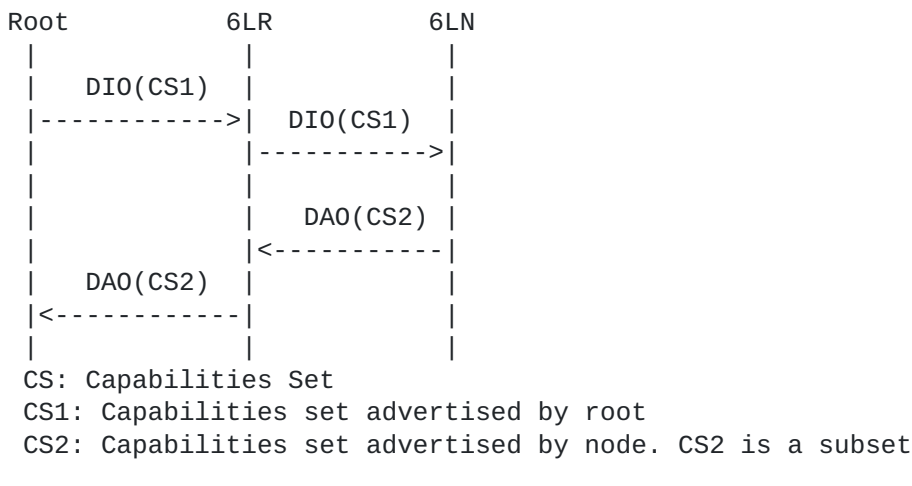 Root 6LR 6LN
DIO(CS1)
DIO(CS1)
DAO(CS2)
DAO(CS2)
CS: Capabilities Set
CS1: Capabilities set advertised by root
CS2: Capabilities set advertised by node. CS2 is a subset